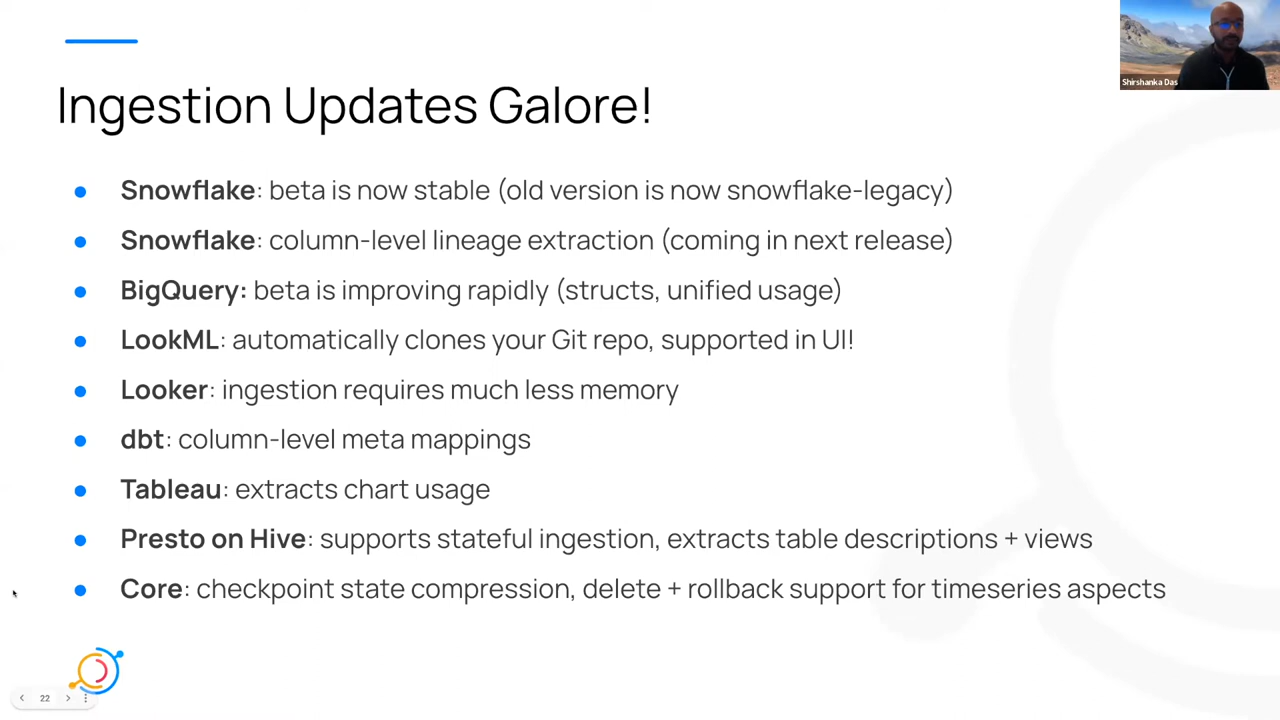 Shirshanka Das
Ingestion Updates Galore!
Snowflake: beta is now stable (old version is now snowflake-legacy)
Snowflake: column-level lineage extraction (coming in next release)
BigQuery: beta is improving rapidly (structs, unified usage)
LookML: automatically clones your Git repo, supported in UI!
Looker: ingestion requires much less memory
dbt: column-level meta mappings
Tableau: extracts chart usage
Presto on Hive: supports stateful ingestion, extracts table descriptions + views
Core: checkpoint state compression, delete + rollback support for timeseries aspects
22